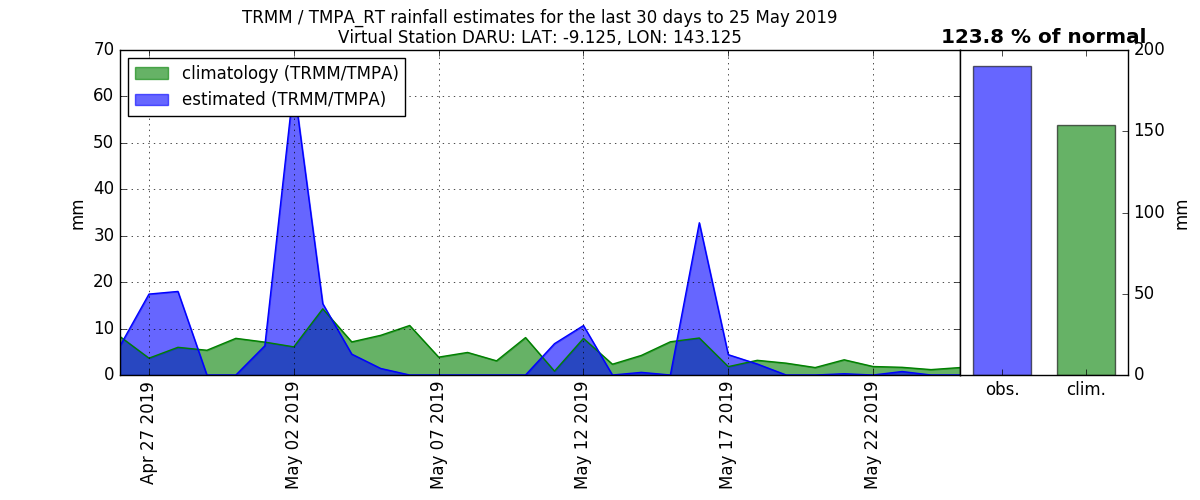 TRMM / TMPA_RT rainfall estimates for the last 30 days to 25 May 2019
Virtual Station DARU: LAT: -9.125, LON: 143.125
123.8 % of normal
climatology (TRMM/TMPA)
estimated (TRMM/TMPA)
70
60
50
40
30
20
10
0
mm
Apr 27 2019
May 02 2019
May 07 2019
May 12 2019
May 17 2019
May 22 2019
200
150
100
50
0
mm
obs.
clim.